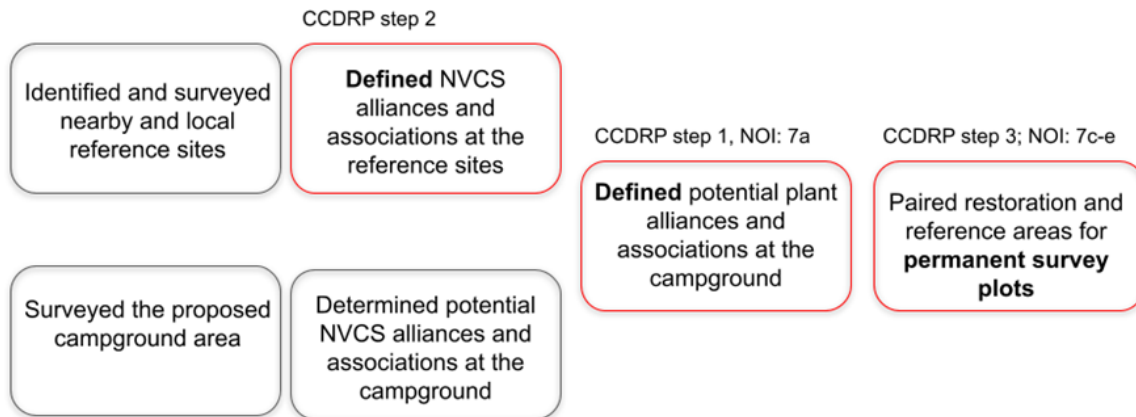 CCDRP step 2
Identified and surveyed
nearby and local
reference sites
Defined NVCS
alliances and
associations at the
reference sites
CCDRP step 1, NOI: 7a
Defined potential plant
alliances and
associations at the
campground
CCDRP step 3; NOI: 7c-e
Paired restoration and
reference areas for
permanent survey
plots
Surveyed the proposed
campground area
Determined potential
NVCS alliances and
associations at the
campground